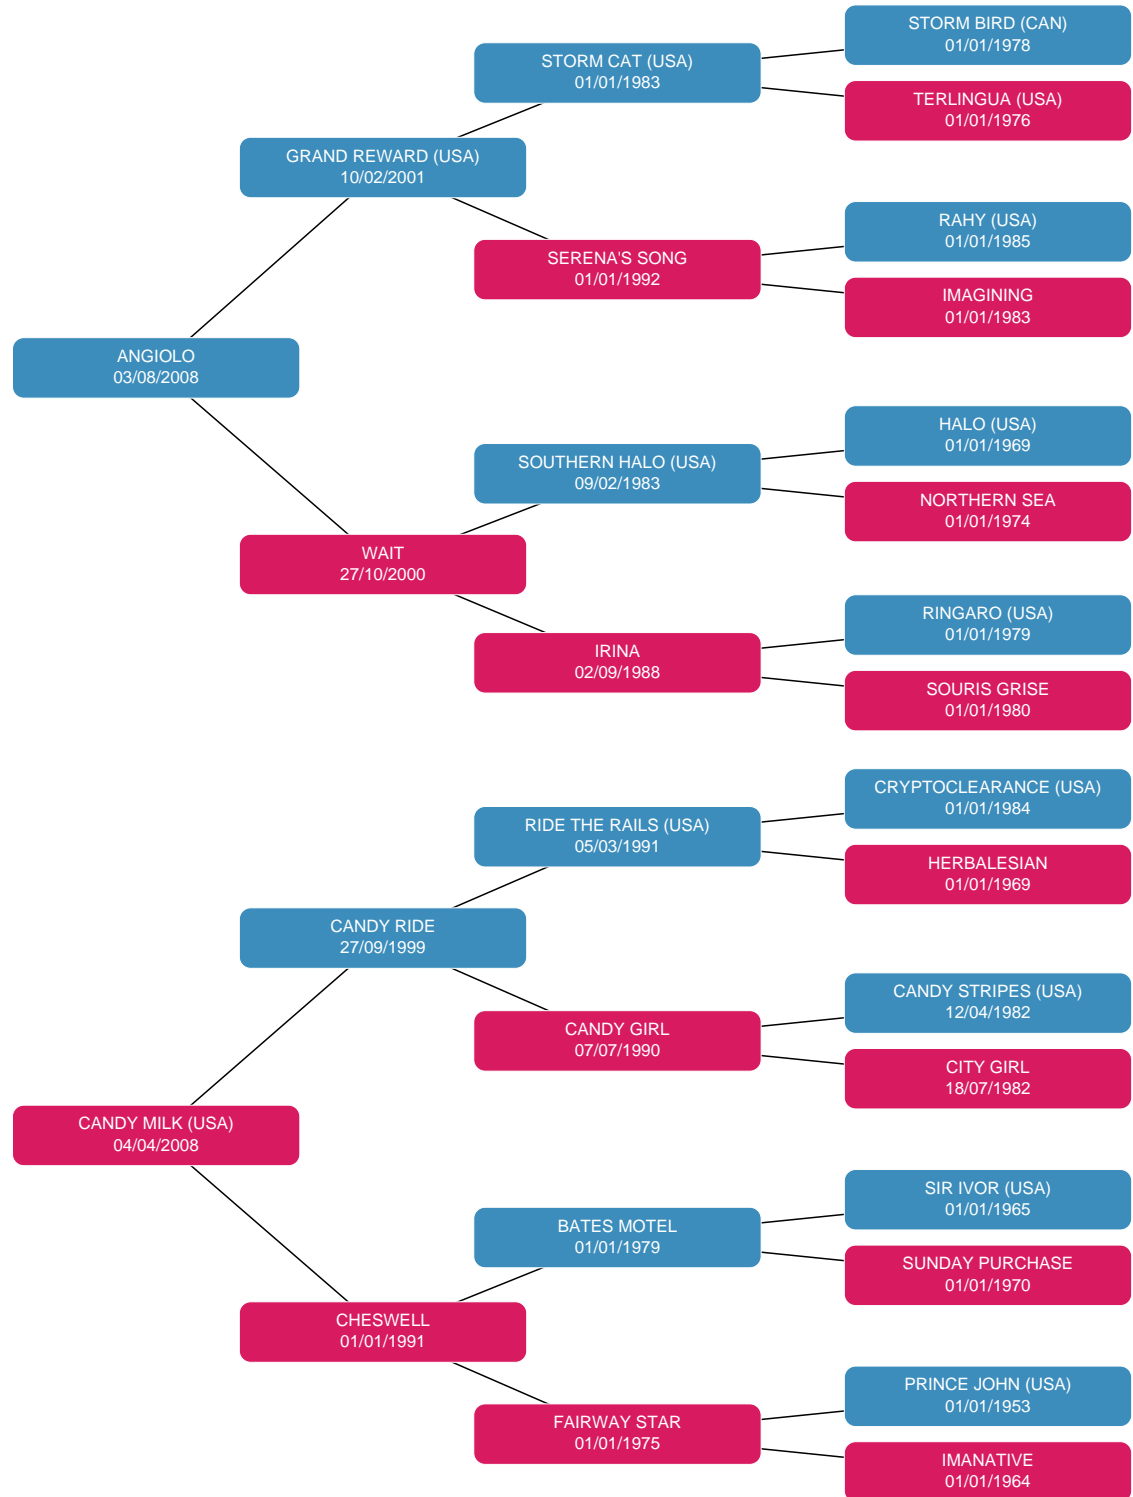 STORM BIRD (CAN)
01/01/1978
STORM CAT (USA)
01/01/1983
TERLINGUA (USA)
01/01/1976
GRAND REWARD (USA)
10/02/2001
RAHY (USA)
01/01/1985
SERENA'S SONG
01/01/1992
IMAGINING
01/01/1983
ANGIOLO
03/08/2008
HALO (USA)
01/01/1969
SOUTHERN HALO (USA)
09/02/1983
NORTHERN SEA
01/01/1974
WAIT
27/10/2000
RINGARO (USA)
01/01/1979
IRINA
02/09/1988
SOURIS GRISE
01/01/1980
CRYPTOCLEARANCE (USA)
01/01/1984
RIDE THE RAILS (USA)
05/03/1991
HERBALESIAN
01/01/1969
CANDY RIDE
27/09/1999
CANDY STRIPES (USA)
12/04/1982
CANDY GIRL
07/07/1990
CITY GIRL
18/07/1982
CANDY MILK (USA)
04/04/2008
SIR IVOR (USA)
01/01/1965
BATES MOTEL
01/01/1979
SUNDAY PURCHASE
01/01/1970
CHESWELL
01/01/1991
PRINCE JOHN (USA)
01/01/1953
FAIRWAY STAR
01/01/1975
IMANATIVE
01/01/1964